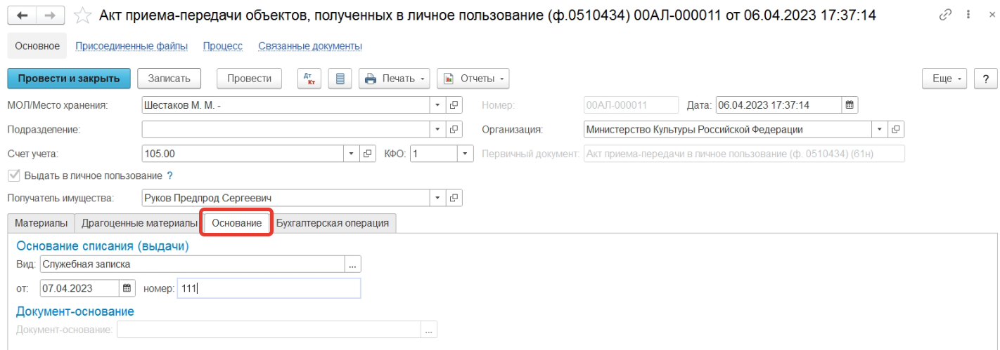 Акт приема-передачи объектов, полученных в личное пользование (ф.0510434) 00АЛ-000011 от 06.04.2023 17:37:14
Основное Присоединенные файлы Процесс Связанные документы
Провести и закрыть Записать Провести Дт Кт Печать Отчеты Еще ?
МОЛ/Место хранения: Шестаков М. М. - Номер: 00АЛ-000011 Дата: 06.04.2023 17:37:14
Подразделение: Организация: Министерство Культуры Российской Федерации
Счет учета: 105.00 КФО: 1 Первичный документ: Акт приема-передачи в личное пользование (ф. 0510434) (61н)
Выдать в личное пользование ?
Получатель имущества: Руков Предпрод Сергеевич
Материалы Драгоценные материалы Основание Бухгалтерская операция
Основание списания (выдачи)
Вид: Служебная записка ...
от: 07.04.2023 номер: 111
Документ-основание
Документ-основание: ...